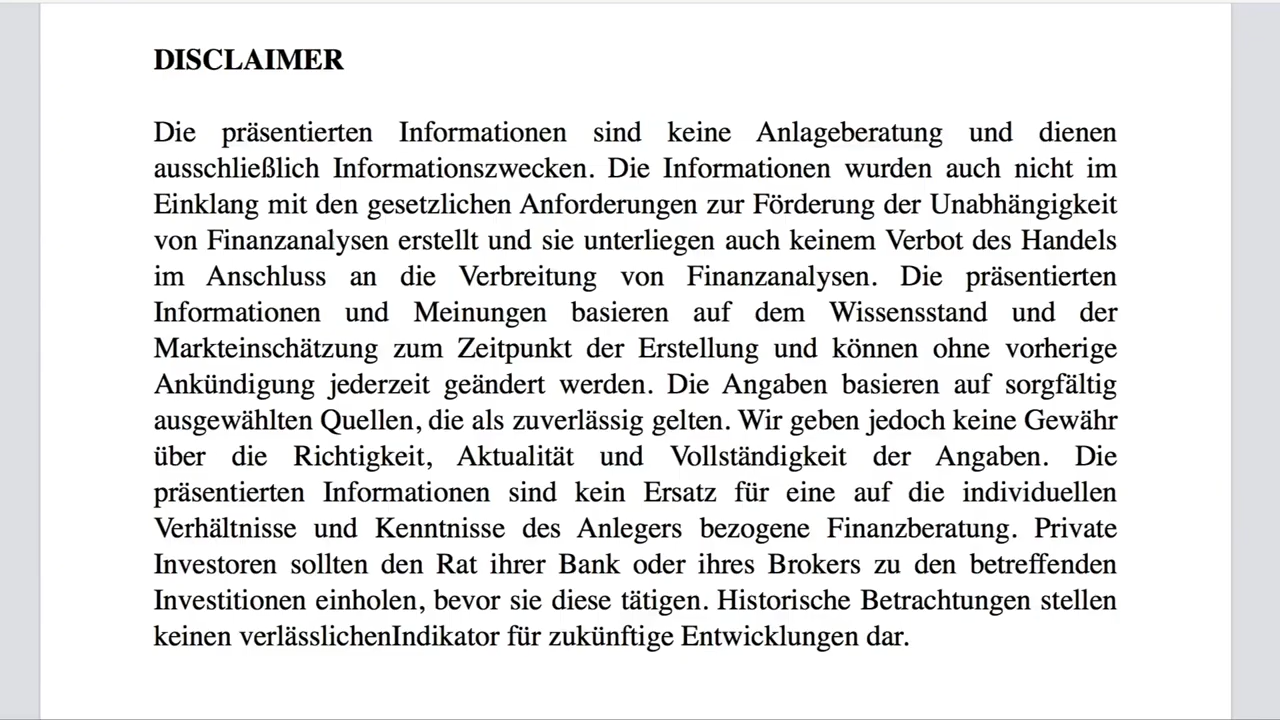 DISCLAIMER
Die präsentierten Informationen sind keine Anlageberatung und dienen
ausschließlich Informationszwecken. Die Informationen wurden auch nicht im
Einklang mit den gesetzlichen Anforderungen zur Förderung der Unabhängigkeit
von Finanzanalysen erstellt und sie unterliegen auch keinem Verbot des Handels
im Anschluss an die Verbreitung von Finanzanalysen. Die präsentierten
Informationen und Meinungen basieren auf dem Wissensstand und der
Markteinschätzung zum Zeitpunkt der Erstellung und können ohne vorherige
Ankündigung jederzeit geändert werden. Die Angaben basieren auf sorgfältig
ausgewählten Quellen, die als zuverlässig gelten. Wir geben jedoch keine Gewähr
über die Richtigkeit, Aktualität und Vollständigkeit der Angaben. Die
präsentierten Informationen sind kein Ersatz für eine auf die individuellen
Verhältnisse und Kenntnisse des Anlegers bezogene Finanzberatung. Private
Investoren sollten den Rat ihrer Bank oder ihres Brokers zu den betreffenden
Investitionen einholen, bevor sie diese tätigen. Historische Betrachtungen stellen
keinen verlässlichenIndikator für zukünftige Entwicklungen dar.